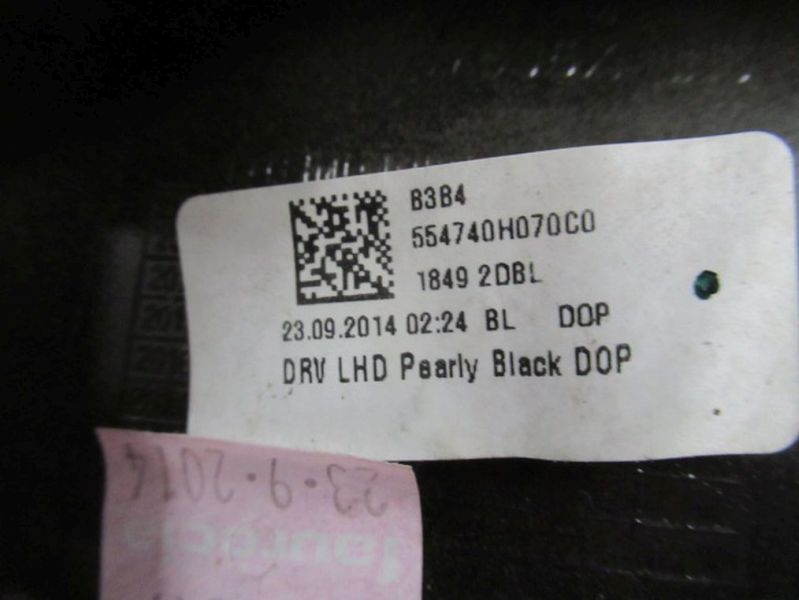 B3B4
554740H070C0
1849 2DBL
23.09.2014 02:24 BL DOP
DRV LHD Pearly Black DOP
23.9.2014
faurecia